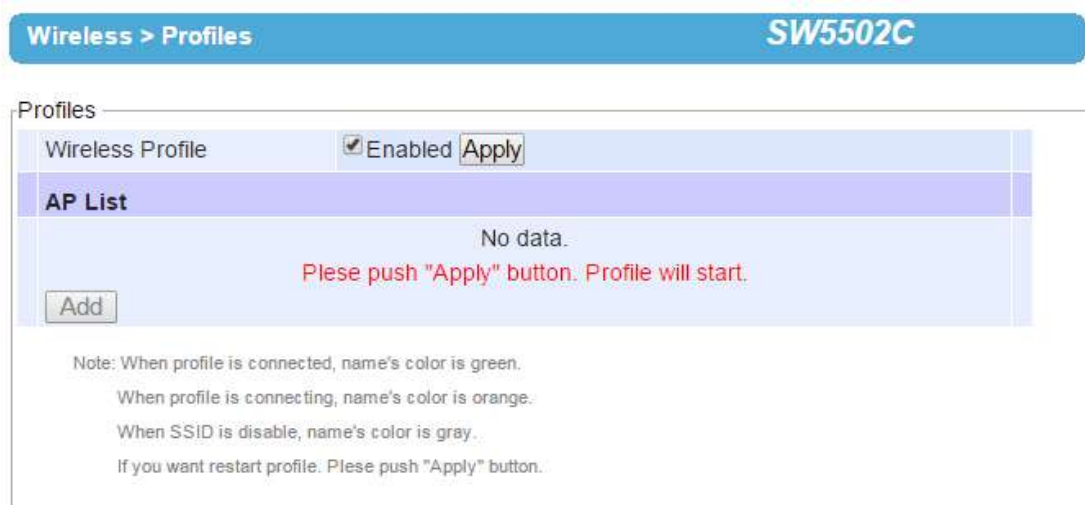 Wireless > Profiles SW5502C
Profiles
Wireless Profile Enabled Apply
AP List
No data.
Plese push "Apply" button. Profile will start.
Add
Note: When profile is connected, name's color is green.
When profile is connecting, name's color is orange.
When SSID is disable, name's color is gray.
If you want restart profile. Plese push "Apply" button.